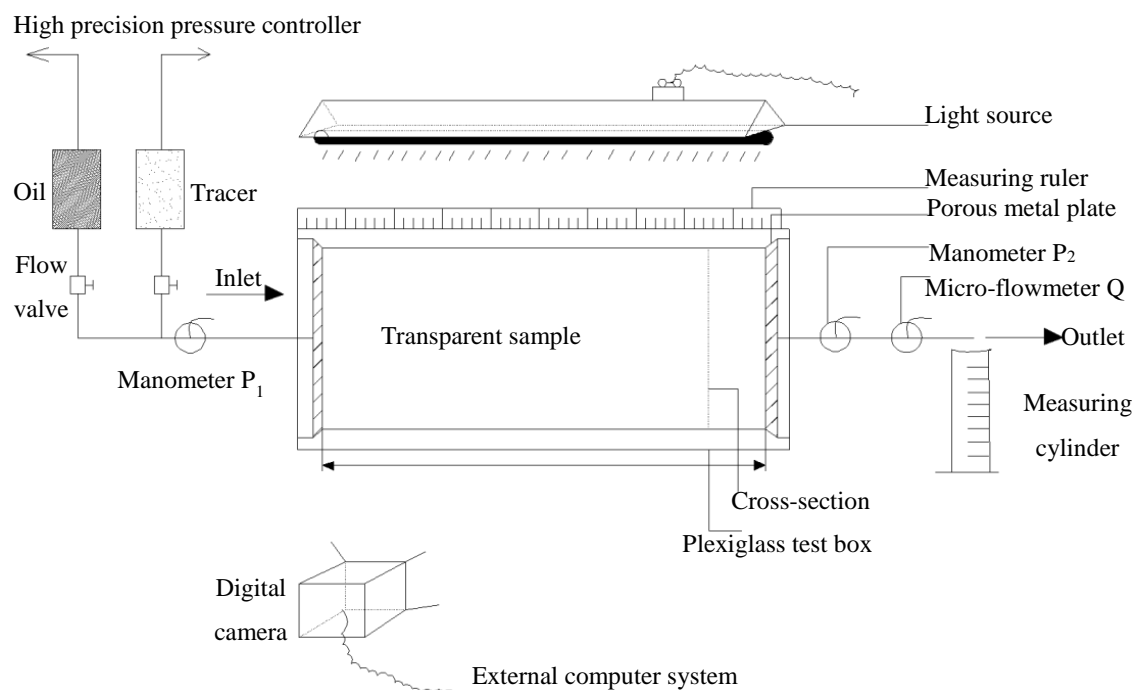 High precision pressure controller
Light source
Oil
Tracer
Measuring ruler
Porous metal plate
Flow
valve
Inlet
Manometer P2
Micro-flowmeter Q
Transparent sample
Outlet
Manometer P1
Measuring
cylinder
Cross-section
Plexiglass test box
Digital
camera
External computer system